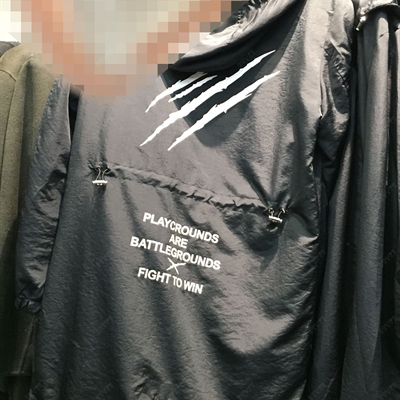 PLAYGROUNDS
ARE
BATTLEGROUNDS
X
FIGHT TO WIN